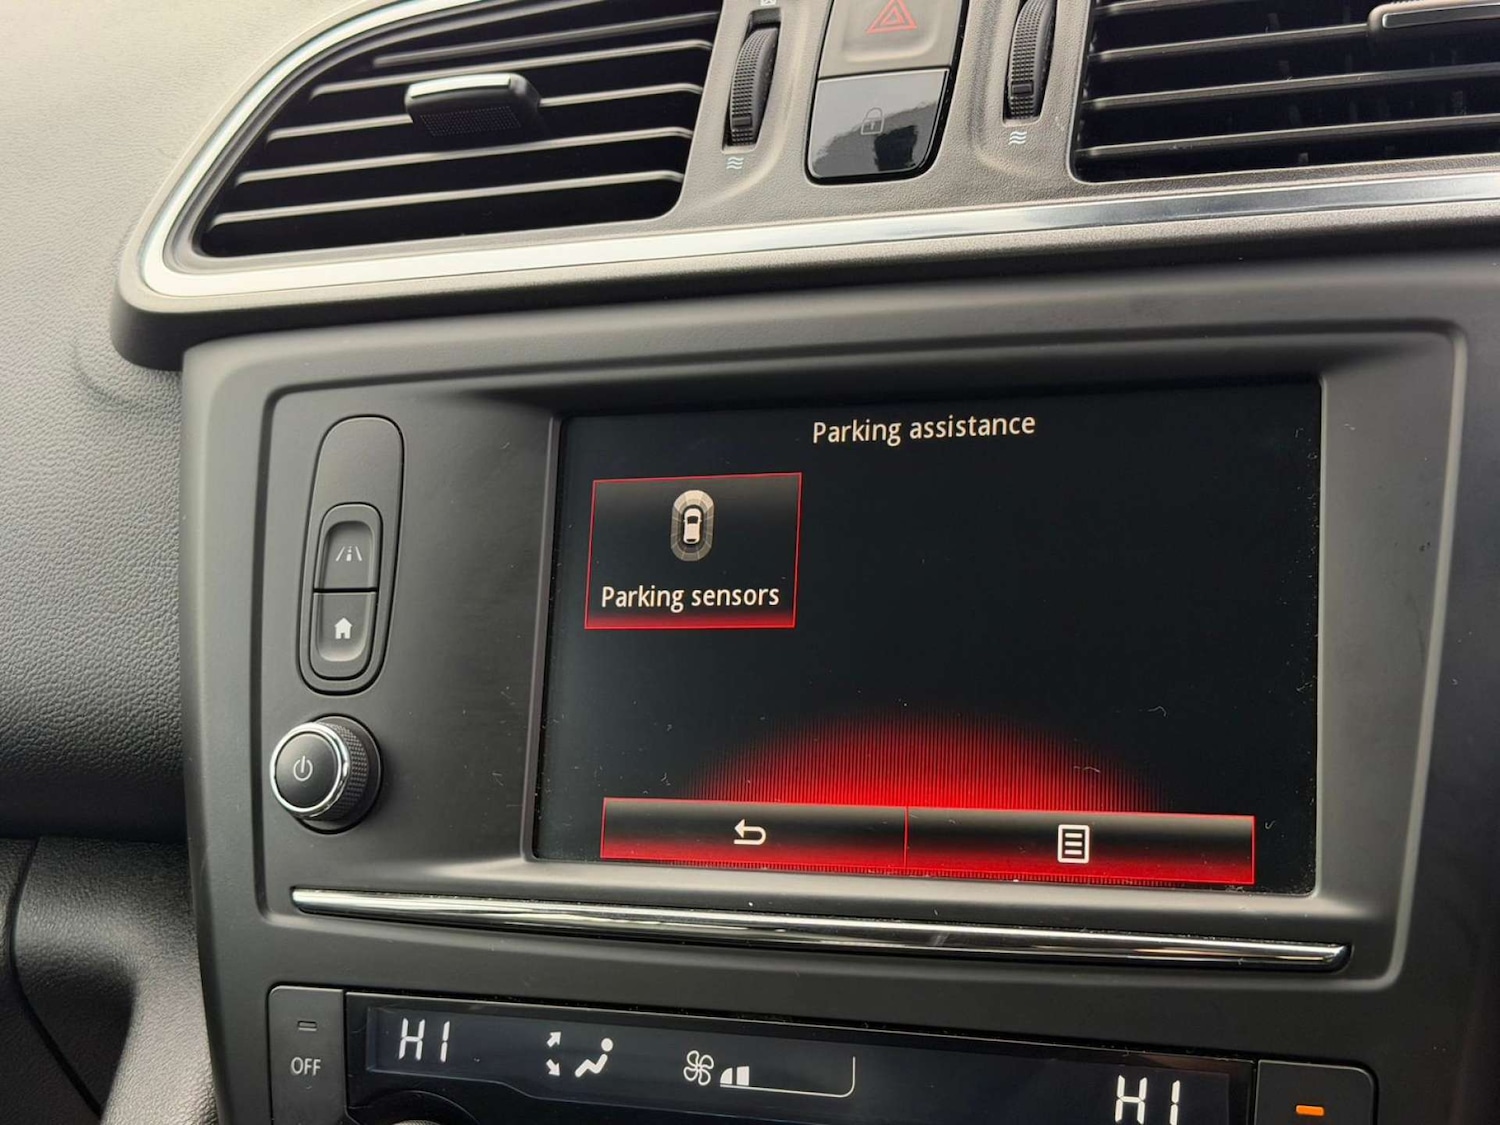 Parking assistance
Parking sensors
OFF
HI
HI